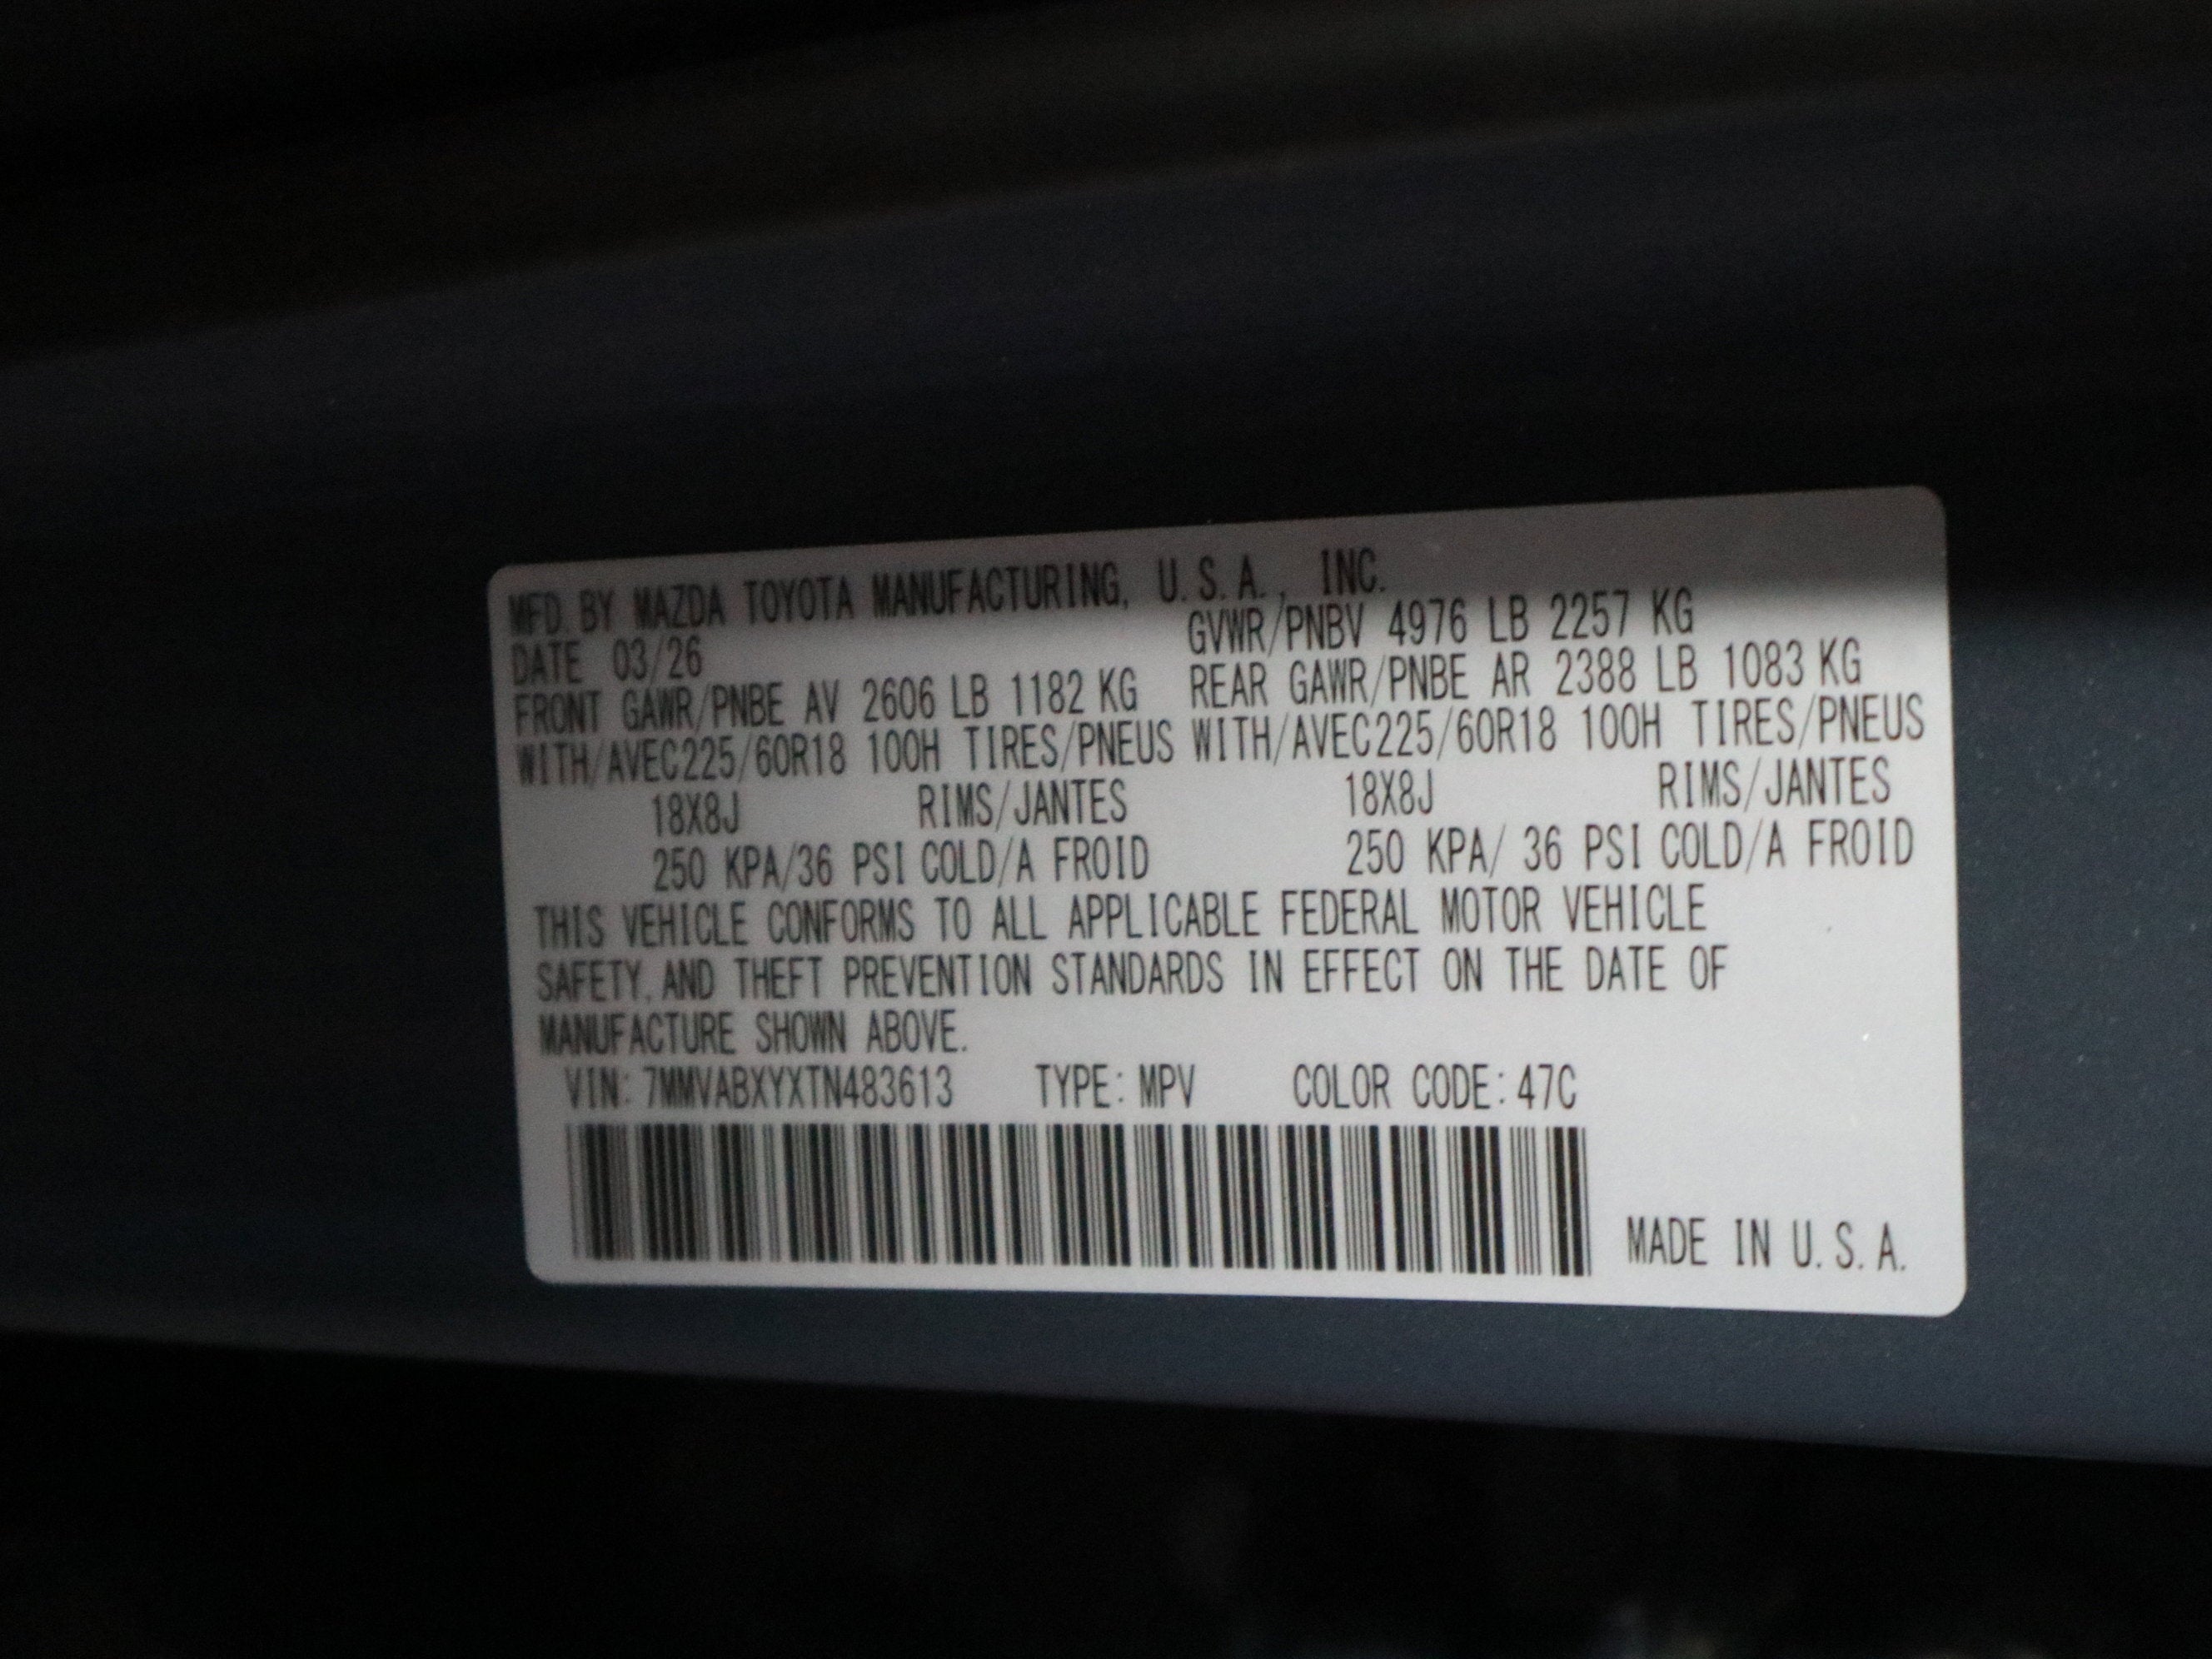 MFD. BY MAZDA TOYOTA MANUFACTURING, U.S.A., INC.
DATE 03/26 GVWR/PNBV 4976 LB 2257 KG
FRONT GAWR/PNBE AV 2606 LB 1182 KG REAR GAWR/PNBE AR 2388 LB 1083 KG
WITH/AVEC225/60R18 100H TIRES/PNEUS WITH/AVEC225/60R18 100H TIRES/PNEUS
18X8J RIMS/JANTES 18X8J RIMS/JANTES
250 KPA/36 PSI COLD/A FROID 250 KPA/ 36 PSI COLD/A FROID
THIS VEHICLE CONFORMS TO ALL APPLICABLE FEDERAL MOTOR VEHICLE
SAFETY, AND THEFT PREVENTION STANDARDS IN EFFECT ON THE DATE OF
MANUFACTURE SHOWN ABOVE.
VIN: 7MMVABXYXTN483613 TYPE: MPV COLOR CODE: 47C
MADE IN U.S.A.